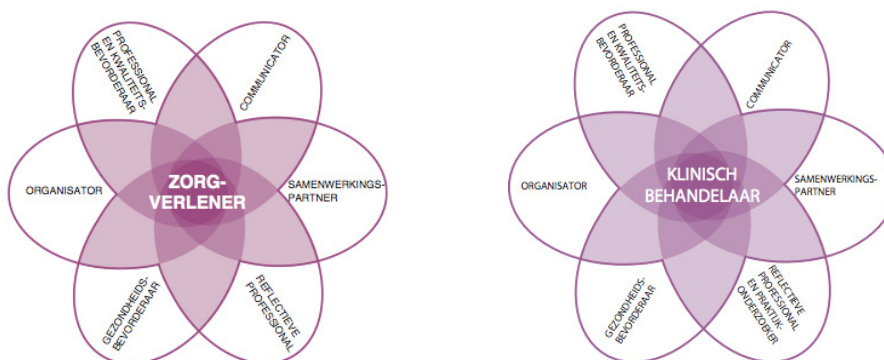 PROFESSIONAL
EN KWALITEITS-
BEVORDERAAR
COMMUNICATOR
ORGANISATOR
ZORG-
VERLENER
SAMENWERKINGS-
PARTNER
GEZONDHEIDS-
BEVORDERAAR
REFLECTIEVE
PROFESSIONAL
PROFESSIONAL
EN KWALITEITS-
BEVORDERAAR
COMMUNICATOR
ORGANISATOR
KLINISCH
BEHANDELAAR
SAMENWERKINGS-
PARTNER
GEZONDHEIDS-
BEVORDERAAR
REFLECTIEVE
PROFESSIONAL
EN PRAKTIJK-
ONDERZOEKER